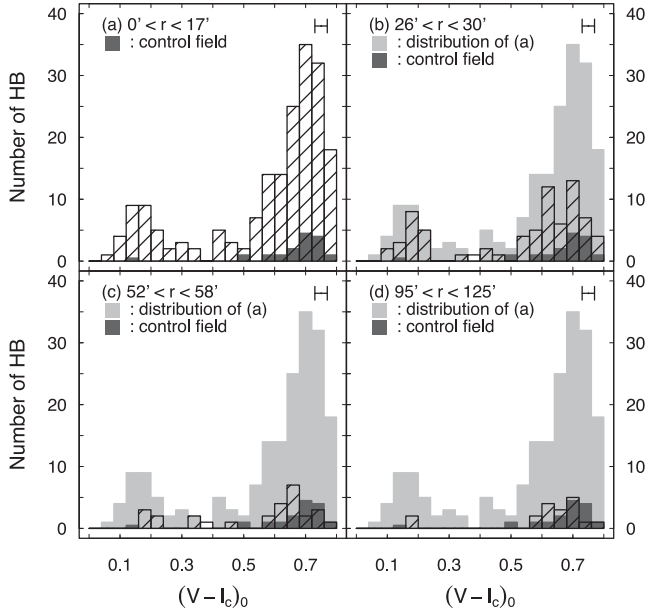 (a) 0' < r < 17'
: control field
(b) 26' < r < 30'
: distribution of (a)
: control field
40
30
20
10
0
Number of HB
40
30
20
10
0
(c) 52' < r < 58'
: distribution of (a)
: control field
(d) 95' < r < 125'
: distribution of (a)
: control field
40
30
20
10
0
Number of HB
40
30
20
10
0
0.1 0.3 0.5 0.7
0.1 0.3 0.5 0.7
(V − Ic)0
(V − Ic)0